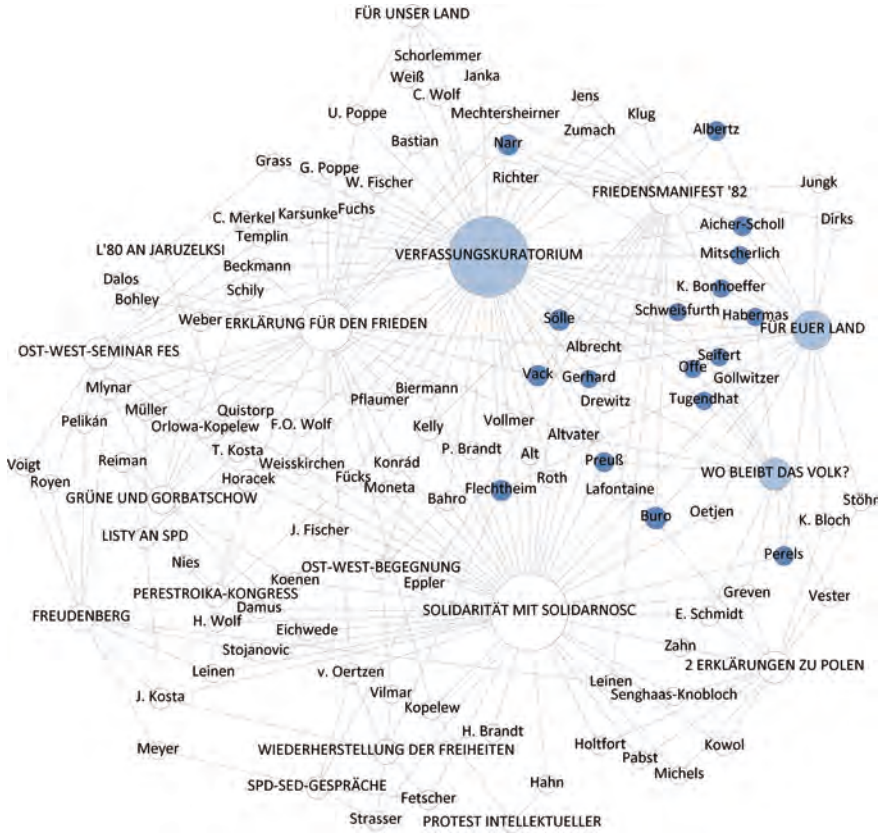 FÜR UNSER LAND
Schorlemmer
Weiß
Janka
C. Wolf
Jens
U. Poppe
Mechtersheirner
Klug
Zumach
Albertz
Bastian
Narr
Grass
G. Poppe
W. Fischer
Richter
FRIEDENSMANIFEST '82
Jungk
C. Merkel
Karsunke
Fuchs
Aicher-Scholl
Dirks
Templin
L'80 AN JARUZELKSI
VERFASSUNGSKURATORIUM
Mitscherlich
Beckmann
Dalos
Schily
K. Bonhoeffer
Bohley
Schweisfurth
Habermas
Weber
ERKLÄRUNG FÜR DEN FRIEDEN
Sölle
FÜR EUER LAND
OST-WEST-SEMINAR FES
Albrecht
Seifert
Offe
Vack
Gerhard
Gollwitzer
Mlynar
Biermann
Pflaumer
Drewitz
Tugendhat
Müller
Quistorp
Pelikán
Orlowa-Kopelew
F.O. Wolf
Kelly
Vollmer
Altvater
T. Kosta
P. Brandt
Alt
Voigt
Reiman
Weisskirchen
Konrád
Preuß
WO BLEIBT DAS VOLK?
Royen
Horacek
Fücks
Roth
GRÜNE UND GORBATSCHOW
Moneta
Flechtheim
Lafontaine
Bahro
Stöhr
Buro
Oetjen
K. Bloch
LISTY AN SPD
J. Fischer
Nies
OST-WEST-BEGEGNUNG
Perels
Koenen
Eppler
PERESTROIKA-KONGRESS
Greven
Vester
FREUDENBERG
Damus
SOLIDARITÄT MIT SOLIDARNOSC
E. Schmidt
H. Wolf
Eichwede
Stojanovic
Zahn
Leinen
v. Oertzen
2 ERKLÄRUNGEN ZU POLEN
Leinen
J. Kosta
Vilmar
Senghaas-Knobloch
Kopelew
H. Brandt
Meyer
WIEDERHERSTELLUNG DER FREIHEITEN
Holtfort
Kowol
Pabst
Michels
SPD-SED-GESPRÄCHE
Hahn
Fetscher
Strasser
PROTEST INTELLEKTUELLER